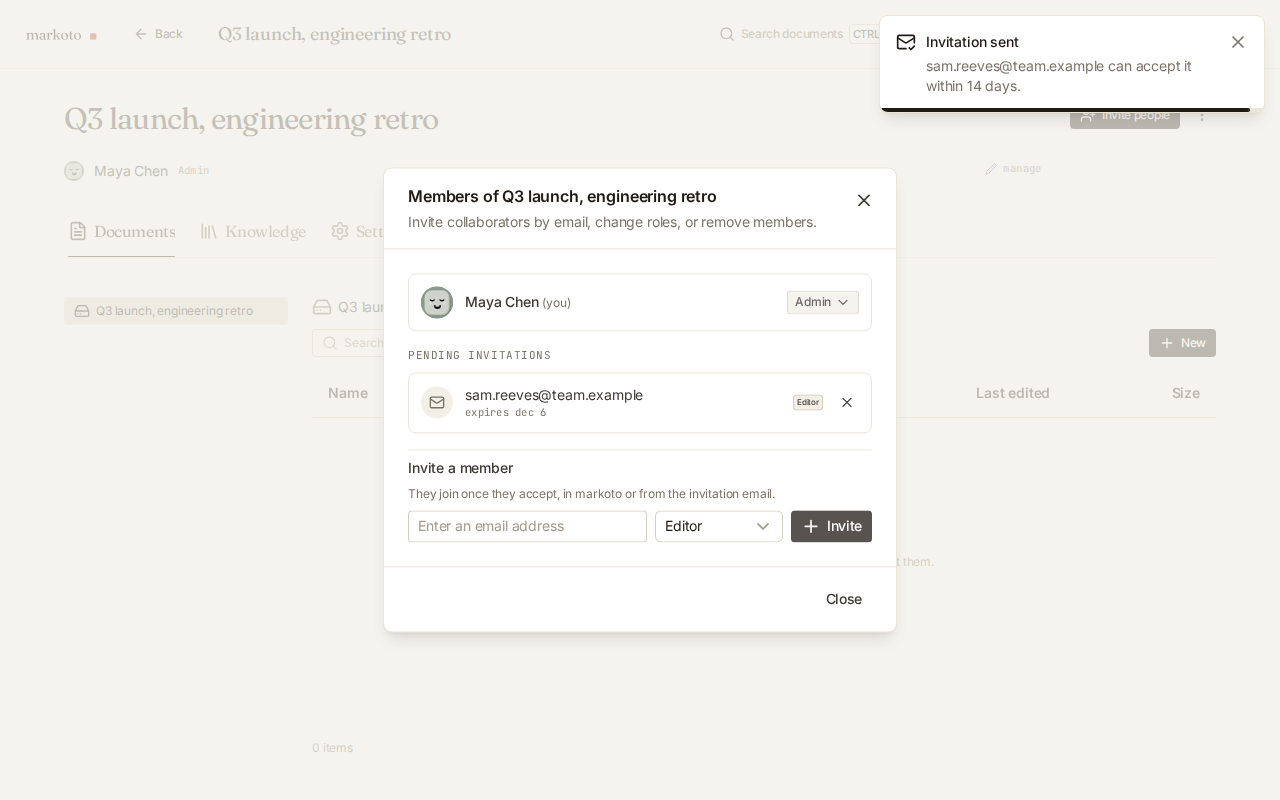 markoto
Back
Q3 launch, engineering retro
Search documents
CTRL
Invitation sent
sam.reeves@team.example can accept it
within 14 days.
Q3 launch, engineering retro
Invite people
Maya Chen Admin
manage
Documents
Knowledge
Members of Q3 launch, engineering retro
Invite collaborators by email, change roles, or remove members.
Maya Chen (you)
Admin
PENDING INVITATIONS
sam.reeves@team.example
expires dec 6
Editor
Invite a member
They join once they accept, in markoto or from the invitation email.
Enter an email address
Editor
Invite
Close
Q3 launch, engineering retro
Q3
Search
New
Name
Last edited
Size
them.
0 items